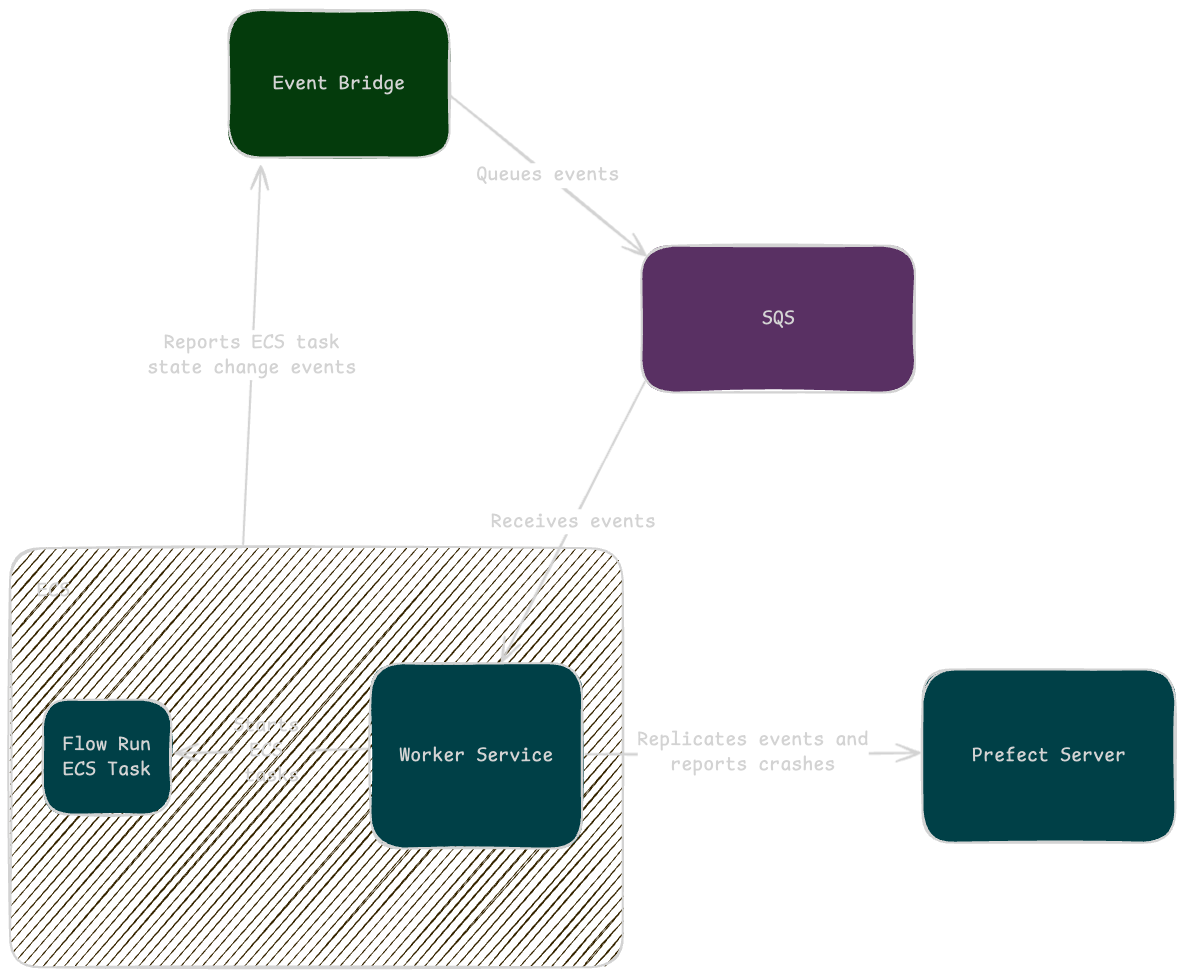 Event Bridge
Queues events
SQS
Reports ECS task
state change events
Receives events
ECS
Flow Run
ECS Task
Starts
ECS
tasks
Worker Service
Replicates events and
reports crashes
Prefect Server